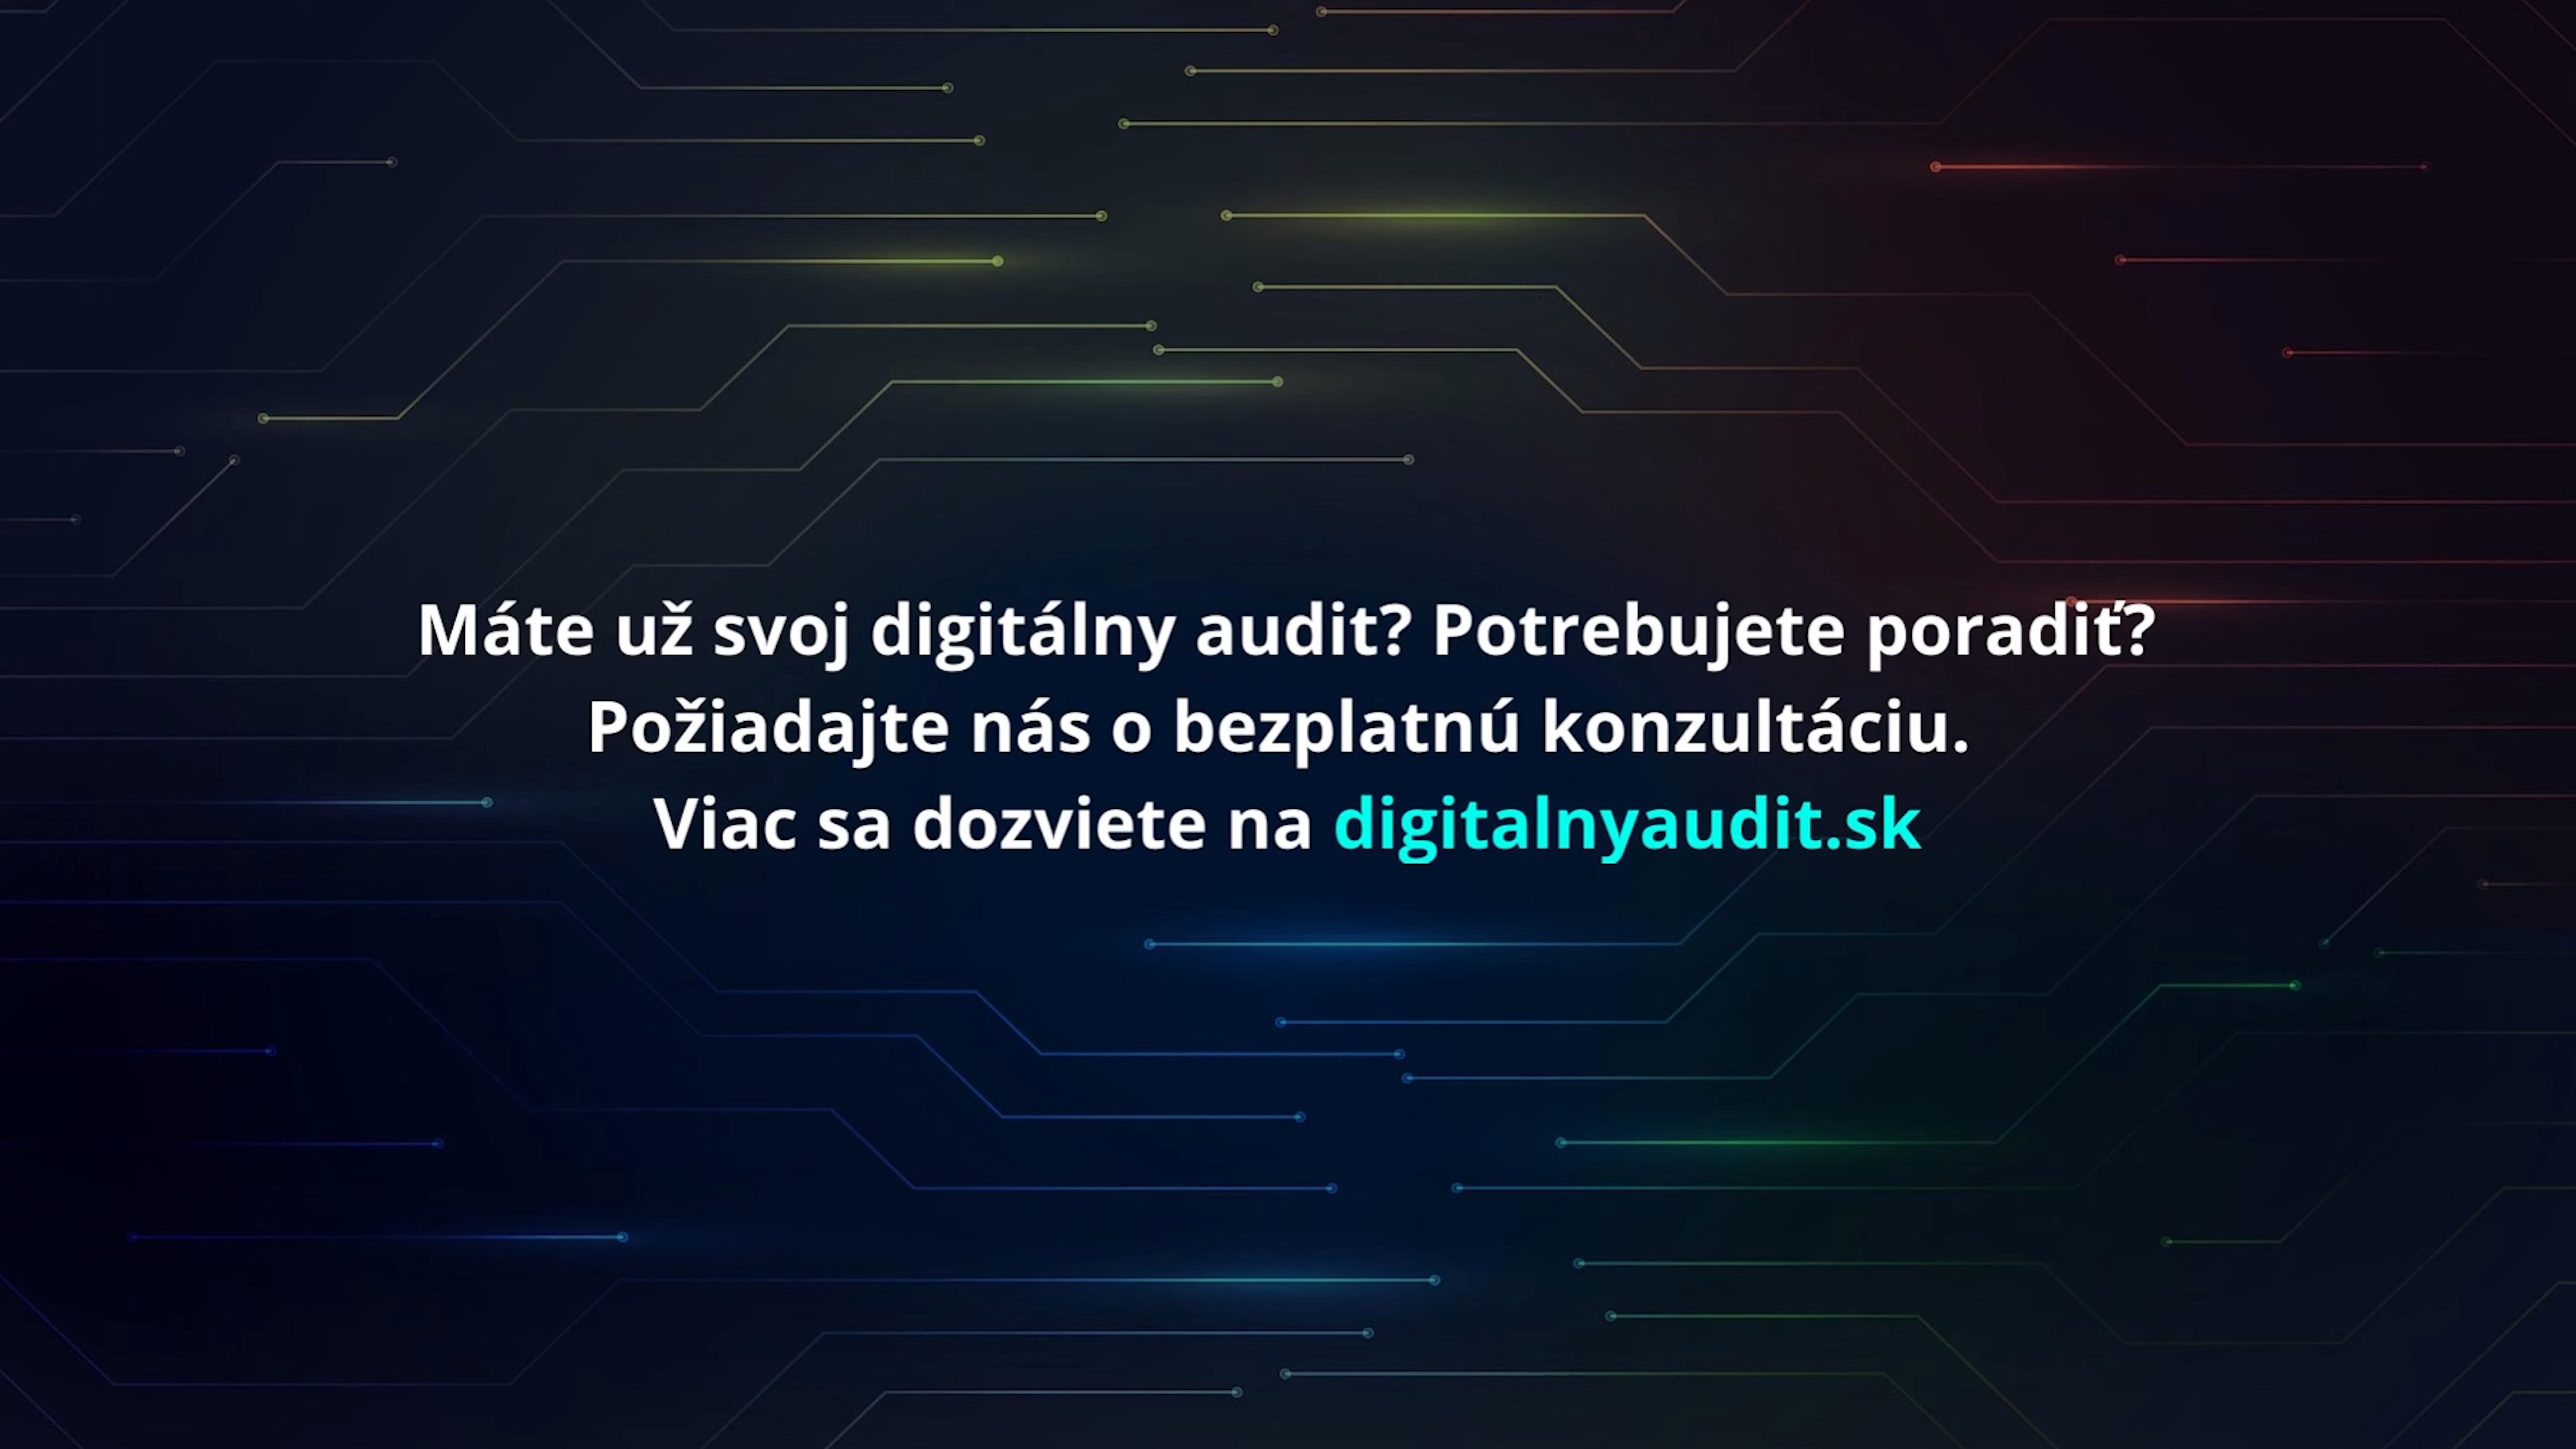 Máte už svoj digitálny audit? Potrebujete poradiť?
Požiadajte nás o bezplatnú konzultáciu.
Viac sa dozviete na digitalnyaudit.sk